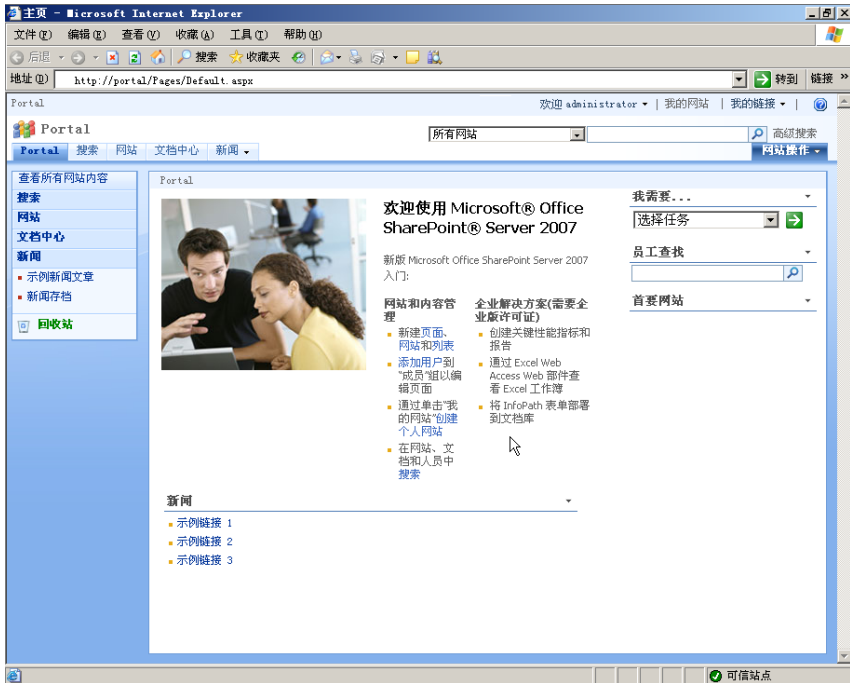 主页 - Microsoft Internet Explorer
文件(F) 编辑(E) 查看(V) 收藏(A) 工具(T) 帮助(H)
后退 搜索 收藏夹
地址(D) http://portal/Pages/Default.aspx 转到 链接 »
Portal 欢迎 administrator | 我的网站 | 我的链接 |
Portal 所有网站 高级搜索
Portal 搜索 网站 文档中心 新闻 网站操作
查看所有网站内容
搜索
网站
文档中心
新闻
示例新闻文章
新闻存档
回收站
Portal
欢迎使用 Microsoft® Office
SharePoint® Server 2007
新版 Microsoft Office SharePoint Server 2007
入门:
网站和内容管
理
新建页面、
网站和列表
添加用户到
"成员"组以编
辑页面
通过单击"我
的网站"创建
个人网站
在网站、文
档和人员中
搜索
企业解决方案(需要企
业版许可证)
创建关键性能指标和
报告
通过 Excel Web
Access Web 部件查
看 Excel 工作簿
将 InfoPath 表单部署
到文档库
新闻
示例链接 1
示例链接 2
示例链接 3
我需要...
选择任务
员工查找
首要网站
可信站点